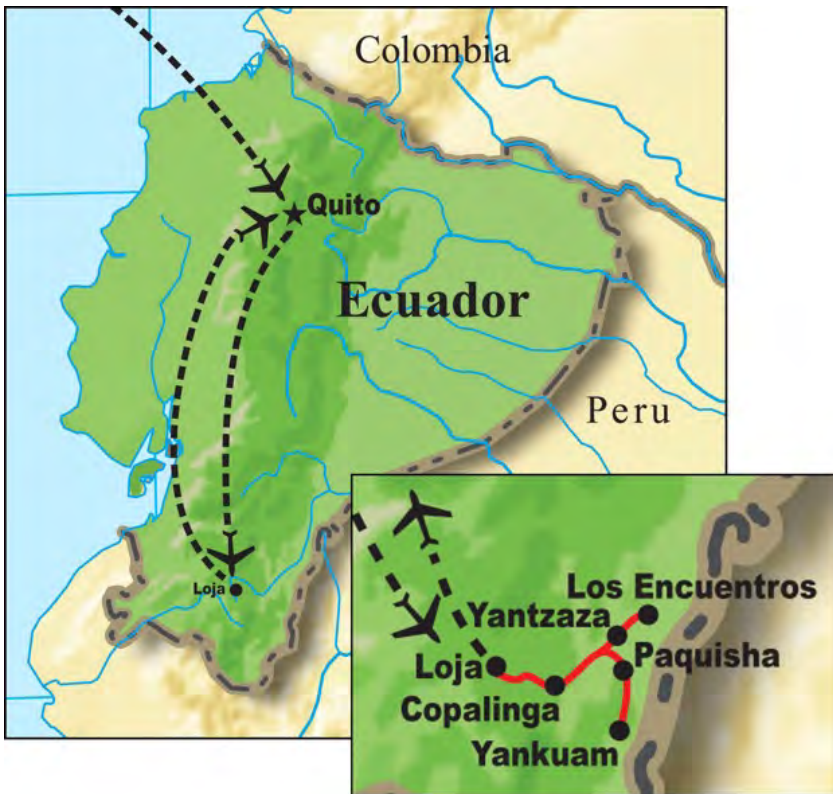 Colombia
Quito
Ecuador
Peru
Loja
Los Encuentros
Yantzaza
Paquisha
Loja
Copalinga
Yankuam